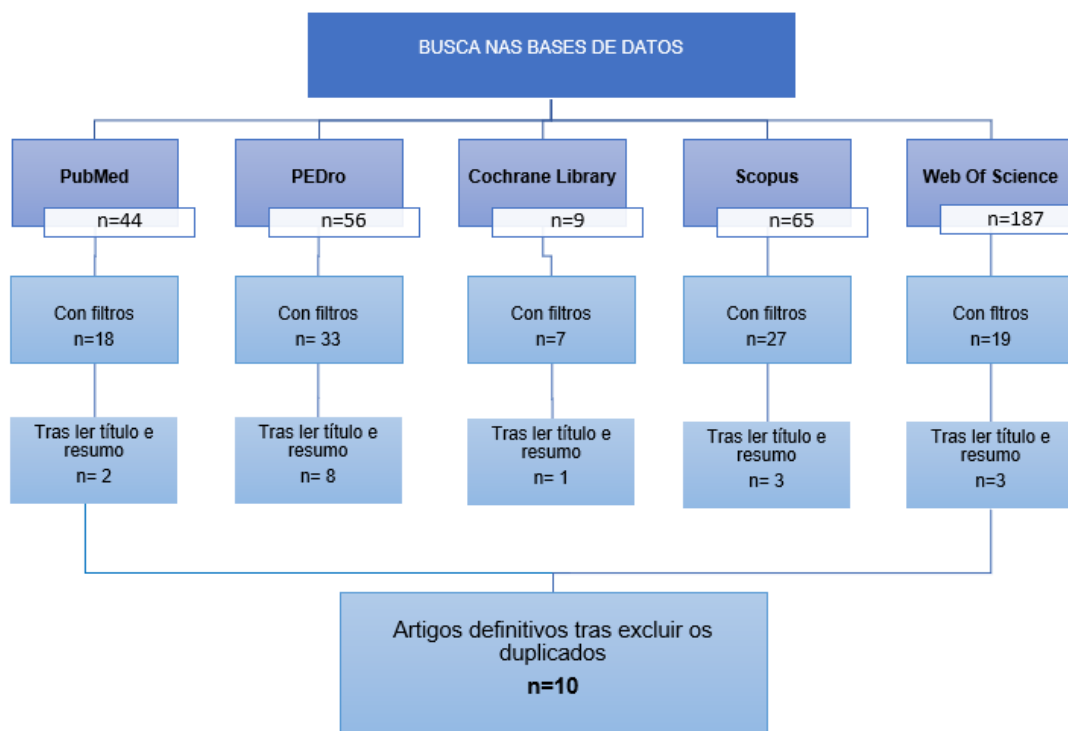 BUSCA NAS BASES DE DATOS
PubMed
n=44
PEDro
n=56
Cochrane Library
n=9
Scopus
n=65
Web Of Science
n=187
Con filtros
n=18
Con filtros
n= 33
Con filtros
n=7
Con filtros
n=27
Con fltros
n=19
Tras ler título e
resumo
n= 2
Tras ler título e
resumo
n= 8
Tras ler título e
resumo
n= 1
Tras ler título e
resumo
n= 3
Tras ler título e
resumo
n=3
Artigos definitivos tras excluir os
duplicados
n=10